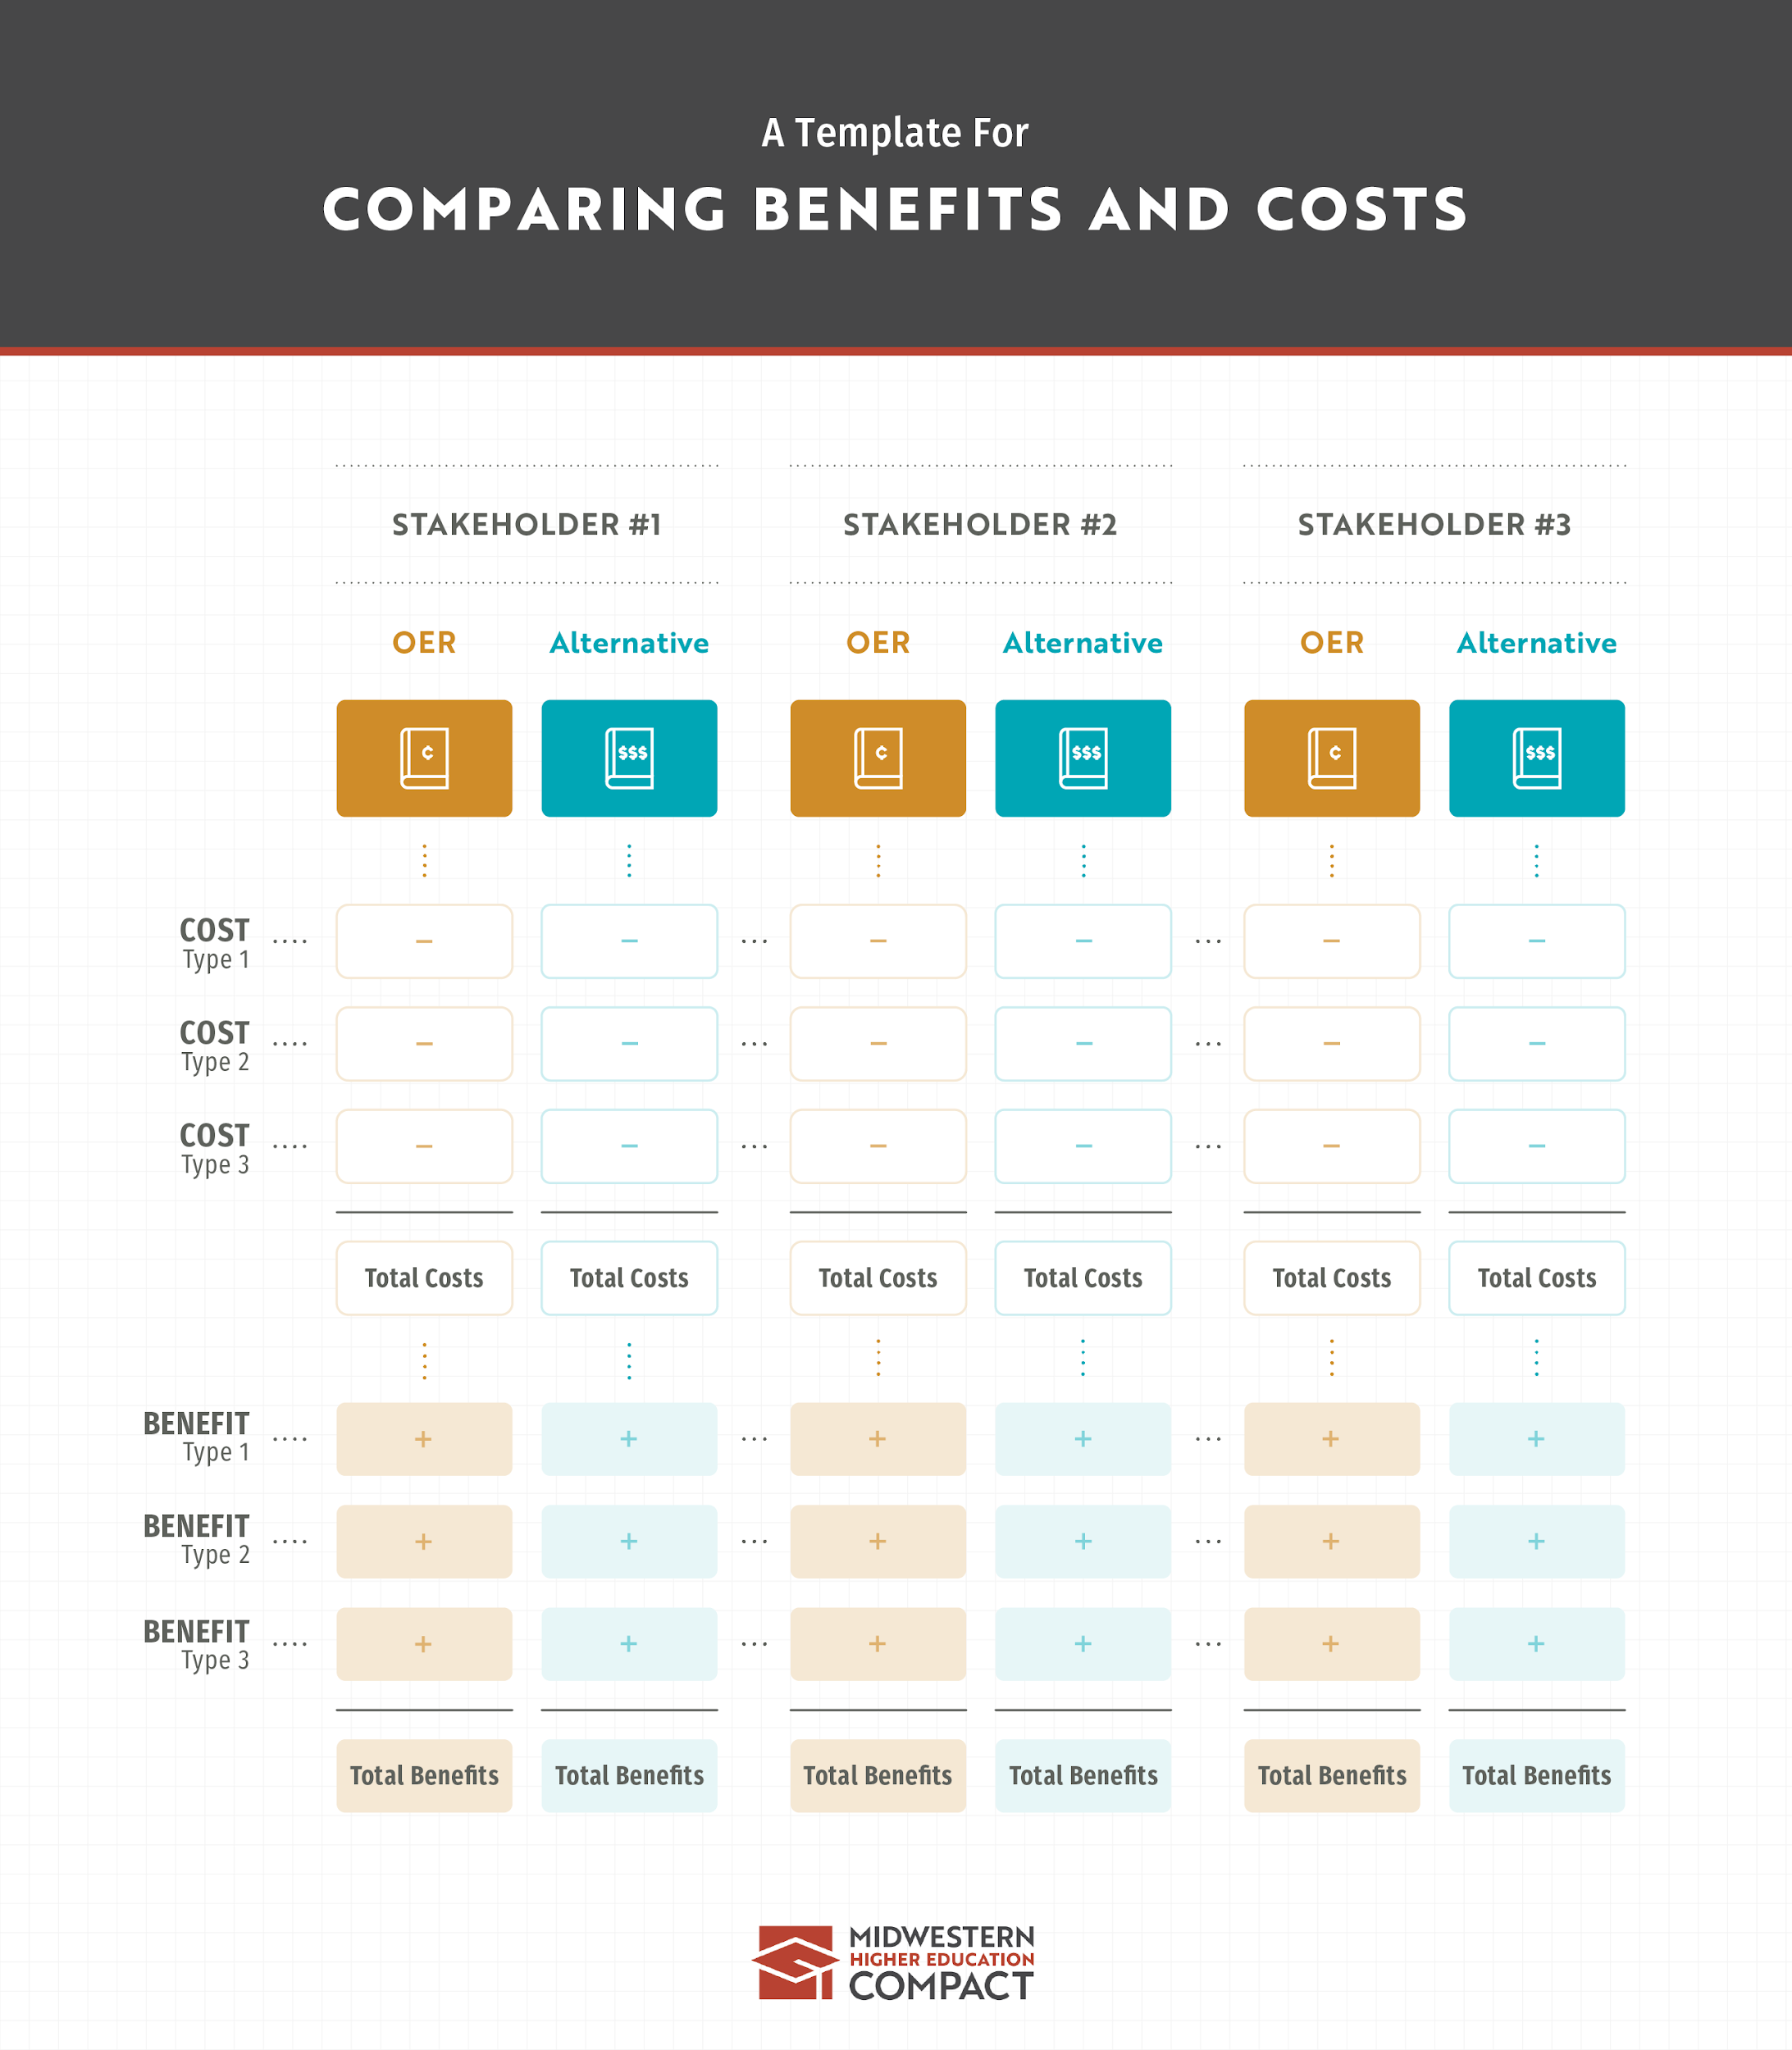 A Template For
COMPARING BENEFITS AND COSTS
STAKEHOLDER #1 STAKEHOLDER #2 STAKEHOLDER #3
OER Alternative OER Alternative OER Alternative
¢ $$$ ¢ $$$ ¢ $$$
COST
Type 1
– – – – – –
COST
Type 2
– – – – – –
COST
Type 3
– – – – – –
Total Costs Total Costs Total Costs Total Costs Total Costs Total Costs
BENEFIT
Type 1
+ + + + + +
BENEFIT
Type 2
+ + + + + +
BENEFIT
Type 3
+ + + + + +
Total Benefits Total Benefits Total Benefits Total Benefits Total Benefits Total Benefits
MIDWESTERN
HIGHER EDUCATION
COMPACT